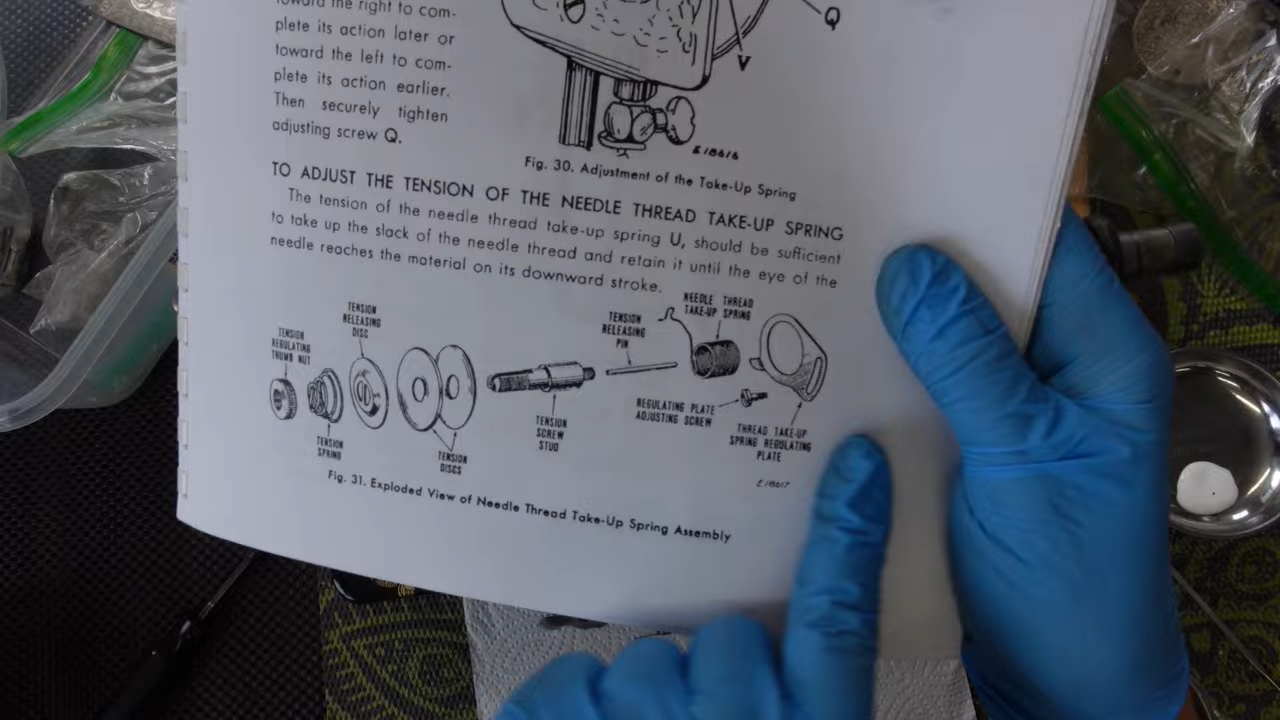 toward the right to com-
plete its action later or
toward the left to com-
plete its action earlier.
Then securely tighten
adjusting screw Q.
Q
V
E18616
Fig. 30. Adjustment of the Take-Up Spring
TO ADJUST THE TENSION OF THE NEEDLE THREAD TAKE-UP SPRING
The tension of the needle thread take-up spring U, should be sufficient
to take up the slack of the needle thread and retain it until the eye of the
needle reaches the material on its downward stroke.
TENSION
REGULATING
THUMB NUT
TENSION
RELEASING
DISC
TENSION
RELEASING
PIN
NEEDLE THREAD
TAKE-UP SPRING
TENSION
SPRING
TENSION
DISCS
TENSION
SCREW
STUD
REGULATING PLATE
ADJUSTING SCREW
THREAD TAKE-UP
SPRING REGULATING
PLATE
E18617
Fig. 31. Exploded View of Needle Thread Take-Up Spring Assembly